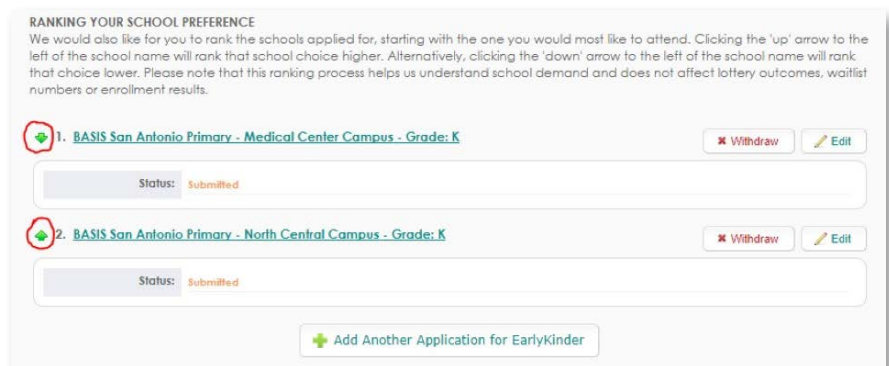 RANKING YOUR SCHOOL PREFERENCE
We would also like for you to rank the schools applied for, starting with the one you would most like to attend. Clicking the 'up' arrow to the
left of the school name will rank that school choice higher. Alternatively, clicking the 'down' arrow to the left of the school name will rank
that choice lower. Please note that this ranking process helps us understand school demand and does not affect lottery outcomes, waitlist
numbers or enrollment results.
1. BASIS San Antonio Primary - Medical Center Campus - Grade: K Withdraw Edit
Status: Submitted
2. BASIS San Antonio Primary - North Central Campus - Grade: K Withdraw Edit
Status: Submitted
Add Another Application for EarlyKinder